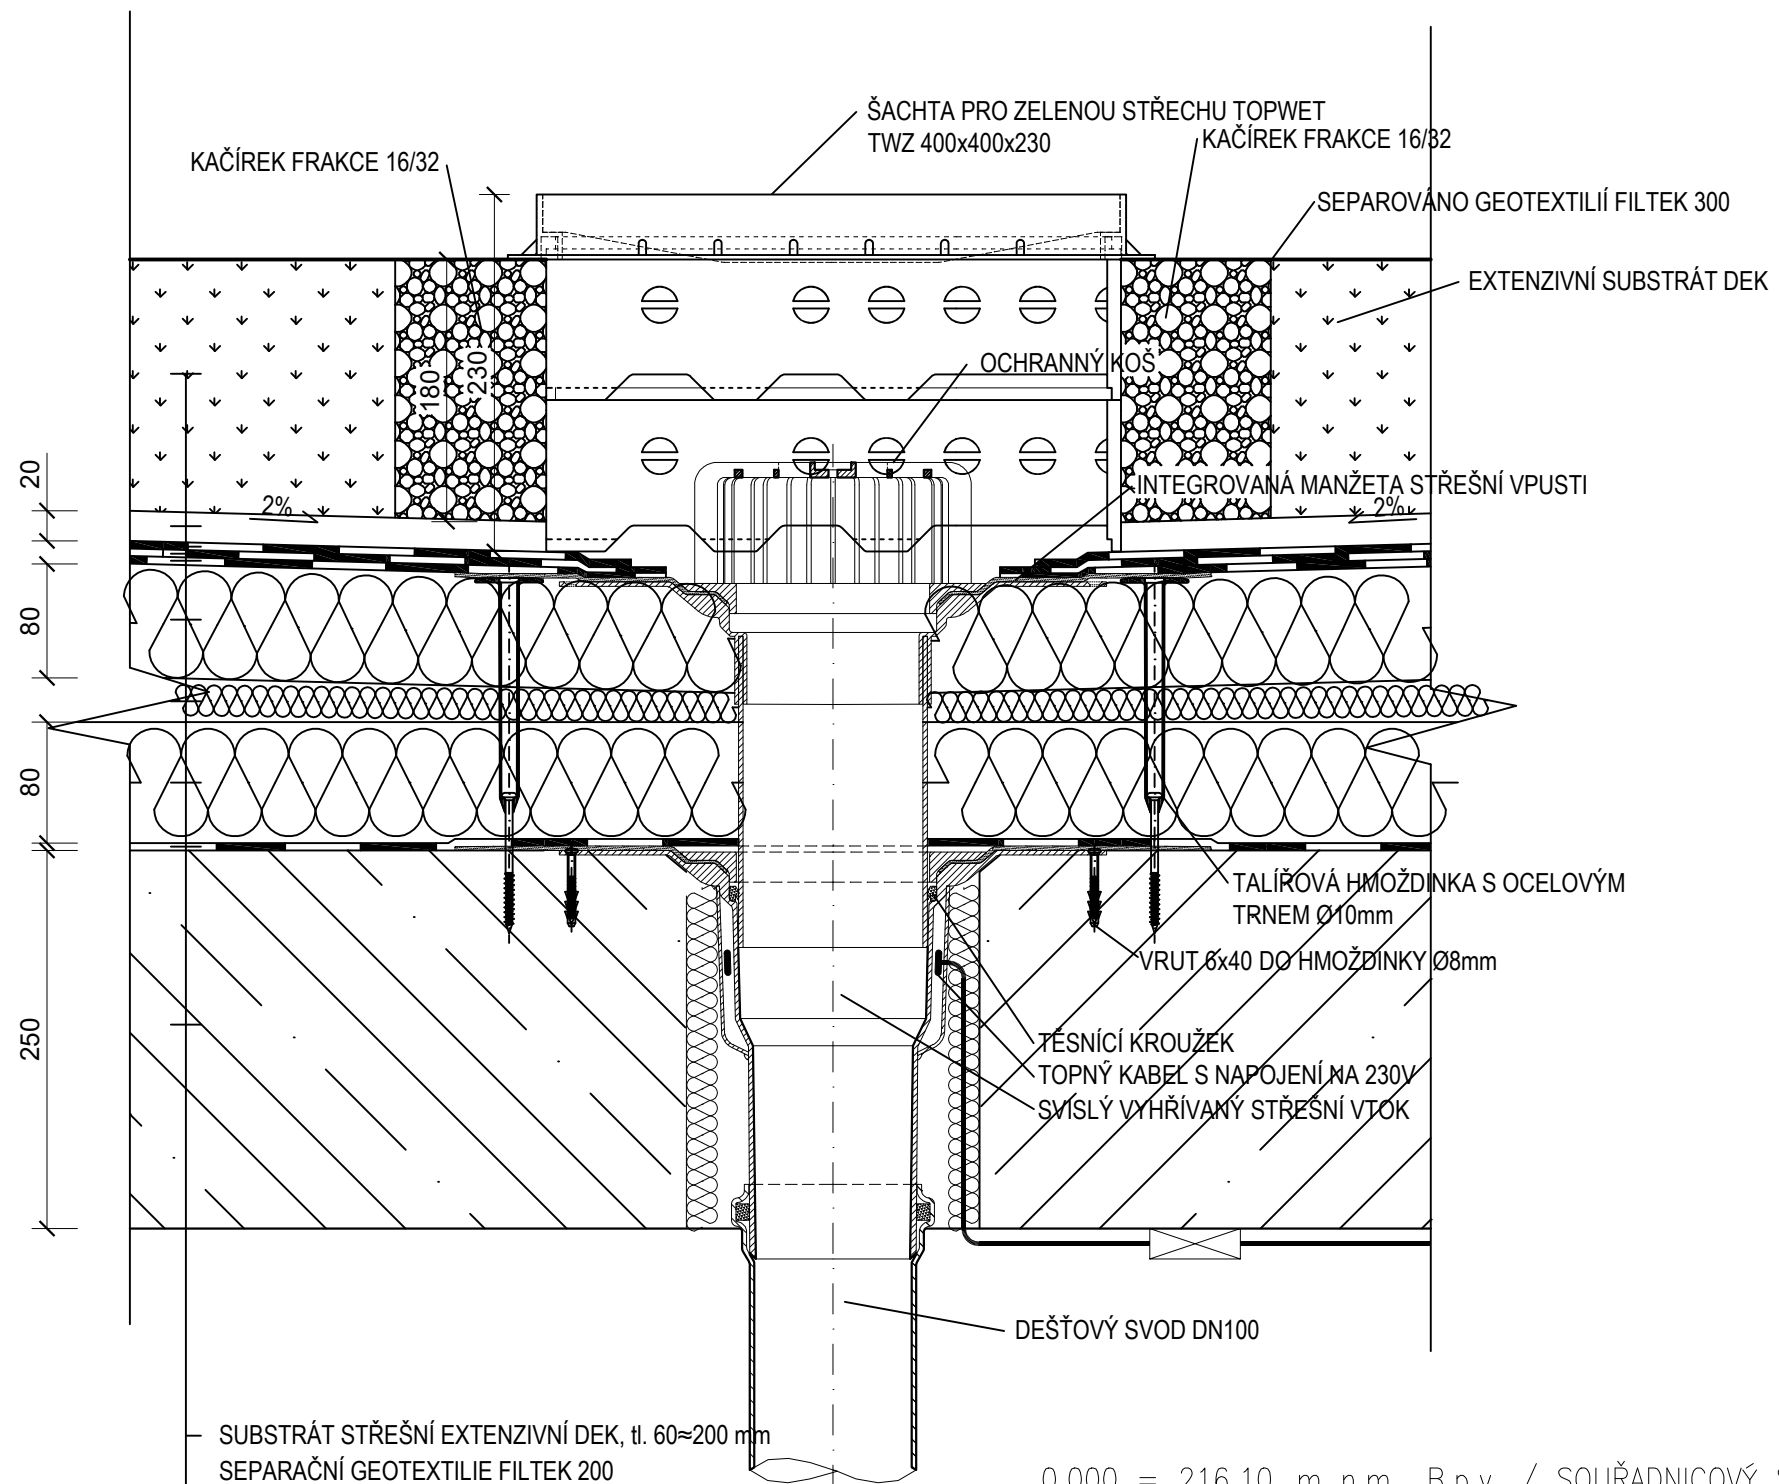 ŠACHTA PRO ZELENOU STŘECHU TOPWET
TWZ 400x400x230
KAČÍREK FRAKCE 16/32
KAČÍREK FRAKCE 16/32
SEPAROVÁNO GEOTEXTILIÍ FILTEK 300
EXTENZIVNÍ SUBSTRÁT DEK
OCHRANNÝ KOŠ
180
230
20
INTEGROVANÁ MANŽETA STŘEŠNÍ VPUSTI
2%
2%
80
80
TALÍŘOVÁ HMOŽDINKA S OCELOVÝM
TRNEM Ø10mm
VRUT 6x40 DO HMOŽDINKY Ø8mm
250
TĚSNÍCÍ KROUŽEK
TOPNÝ KABEL S NAPOJENÍ NA 230V
SVISLÝ VYHŘÍVANÝ STŘEŠNÍ VTOK
DEŠŤOVÝ SVOD DN100
SUBSTRÁT STŘEŠNÍ EXTENZIVNÍ DEK, tl. 60≈200 mm
SEPARAČNÍ GEOTEXTILIE FILTEK 200
0,000 = 216,10 m n.m. B.p.v. / SOUŘADNICOVÝ